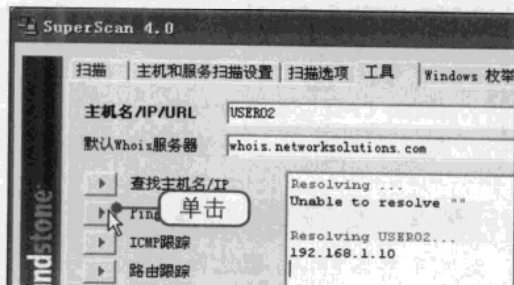 SuperScan 4.0
扫描 主机和服务扫描设置 扫描选项 工具 Windows 枚举
主机名/IP/URL USER02
默认Whois服务器 whois.networksolutions.com
查找主机名/IP
Ping
单击
ICMP跟踪
路由跟踪
Resolving ...
Unable to resolve ""
Resolving USER02...
192.168.1.10
ndstone